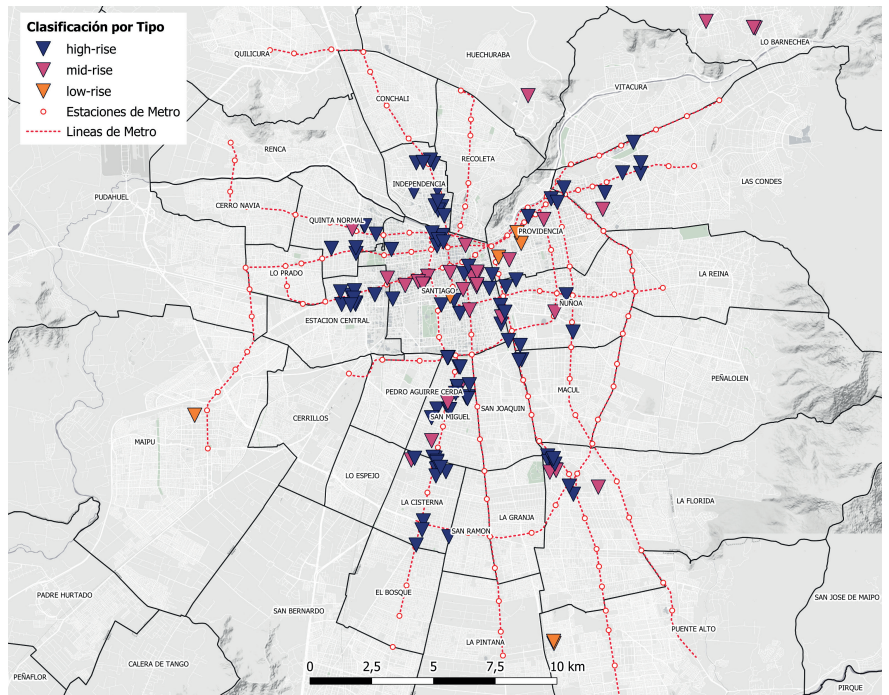 Clasificación por Tipo
high-rise
mid-rise
low-rise
Estaciones de Metro
Lineas de Metro
LO BARNECHEA
QUILICURA
HUECHURABA
VITACURA
CONCHALI
RENCA
RECOLETA
LAS CONDES
INDEPENDENCIA
PUDAHUEL
CERRO NAVIA
QUINTA NORMAL
PROVIDENCIA
LO PRADO
LA REINA
SANTIAGO
ÑUÑOA
ESTACION CENTRAL
PEÑALOLEN
PEDRO AGUIRRE CERDA
MACUL
SAN JOAQUIN
CERRILLOS
SAN MIGUEL
MAIPU
LO ESPEJO
LA FLORIDA
LA CISTERNA
LA GRANJA
SAN RAMON
EL BOSQUE
PADRE HURTADO
SAN JOSE DE MAIPO
SAN BERNARDO
PUENTE ALTO
LA PINTANA
CALERA DE TANGO
0 2,5 5 7,5 10 km
PEÑAFLOR
PIRQUE